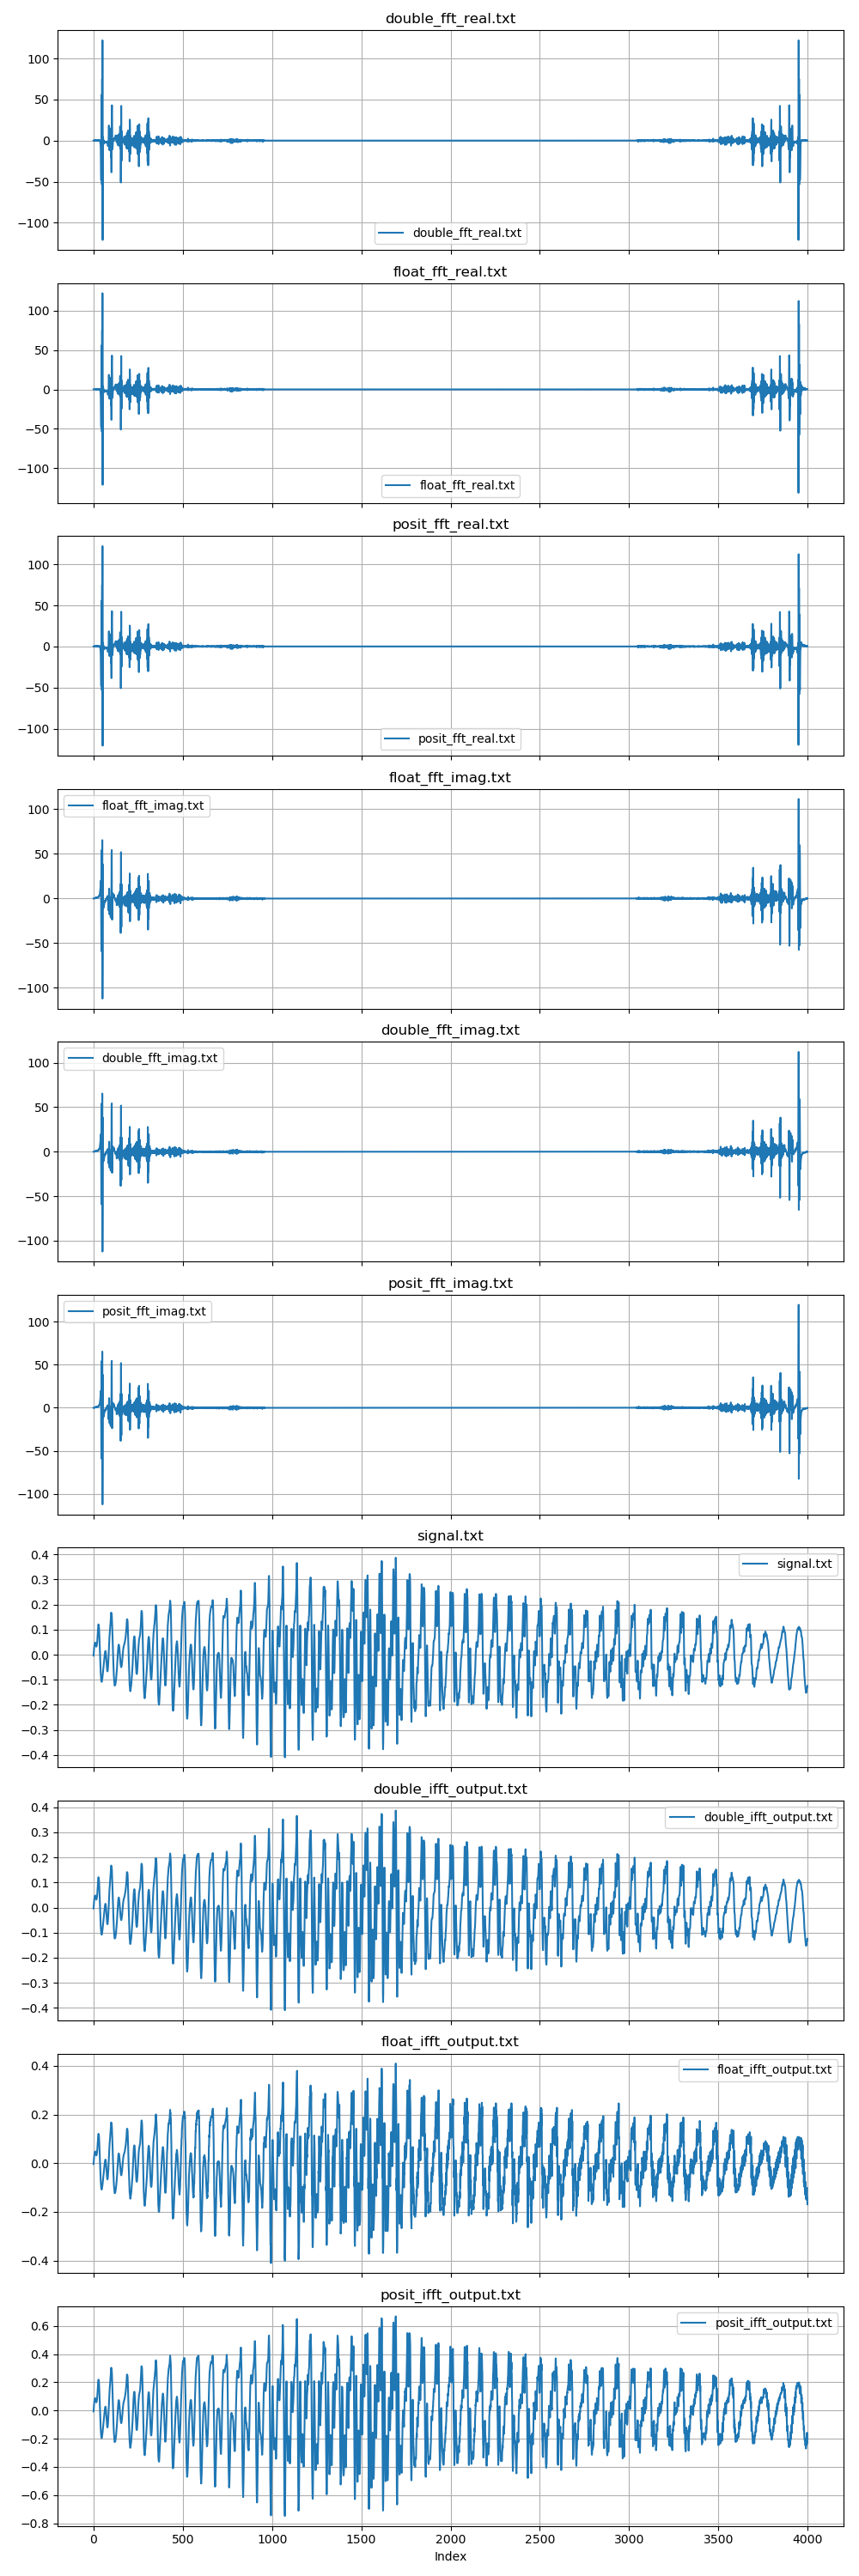 double_fft_real.txt
100
50
0
−50
−100
double_fft_real.txt
float_fft_real.txt
100
50
0
−50
−100
float_fft_real.txt
posit_fft_real.txt
100
50
0
−50
−100
posit_fft_real.txt
float_fft_imag.txt
float_fft_imag.txt
100
50
0
−50
−100
double_fft_imag.txt
double_fft_imag.txt
100
50
0
−50
−100
posit_fft_imag.txt
posit_fft_imag.txt
100
50
0
−50
−100
signal.txt
signal.txt
0.4
0.3
0.2
0.1
0.0
−0.1
−0.2
−0.3
−0.4
double_ifft_output.txt
double_ifft_output.txt
0.4
0.3
0.2
0.1
0.0
−0.1
−0.2
−0.3
−0.4
float_ifft_output.txt
float_ifft_output.txt
0.4
0.2
0.0
−0.2
−0.4
posit_ifft_output.txt
posit_ifft_output.txt
0.6
0.4
0.2
0.0
−0.2
−0.4
−0.6
−0.8
0 500 1000 1500 2000 2500 3000 3500 4000
Index